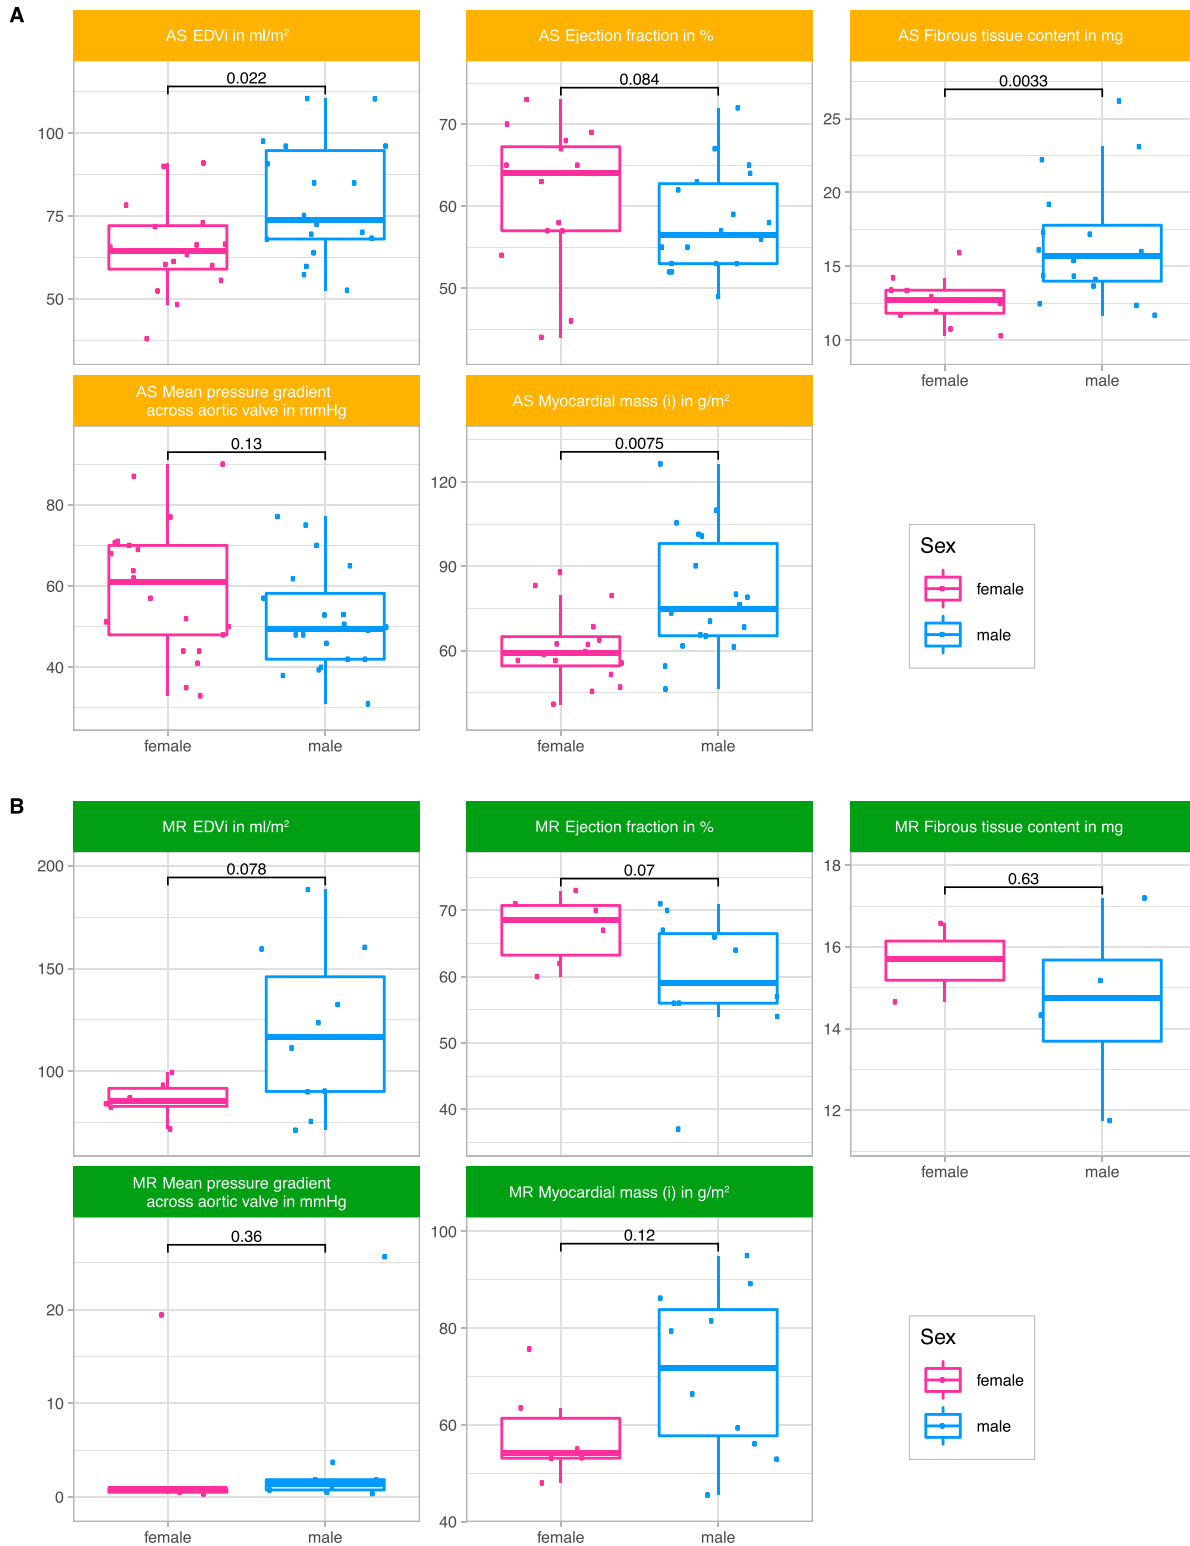 A
AS EDVi in ml/m²
AS Ejection fraction in %
AS Fibrous tissue content in mg
0.022
0.084
0.0033
100
75
50
70
60
50
25
20
15
10
female
male
AS Mean pressure gradient
across aortic valve in mmHg
AS Myocardial mass (i) in g/m²
0.13
0.0075
80
60
40
120
90
60
female
male
female
male
Sex
female
male
B
MR EDVi in ml/m²
MR Ejection fraction in %
MR Fibrous tissue content in mg
0.078
0.07
0.63
200
150
100
70
60
50
40
18
16
14
12
female
male
MR Mean pressure gradient
across aortic valve in mmHg
MR Myocardial mass (i) in g/m²
0.36
0.12
20
10
0
100
80
60
40
female
male
female
male
Sex
female
male